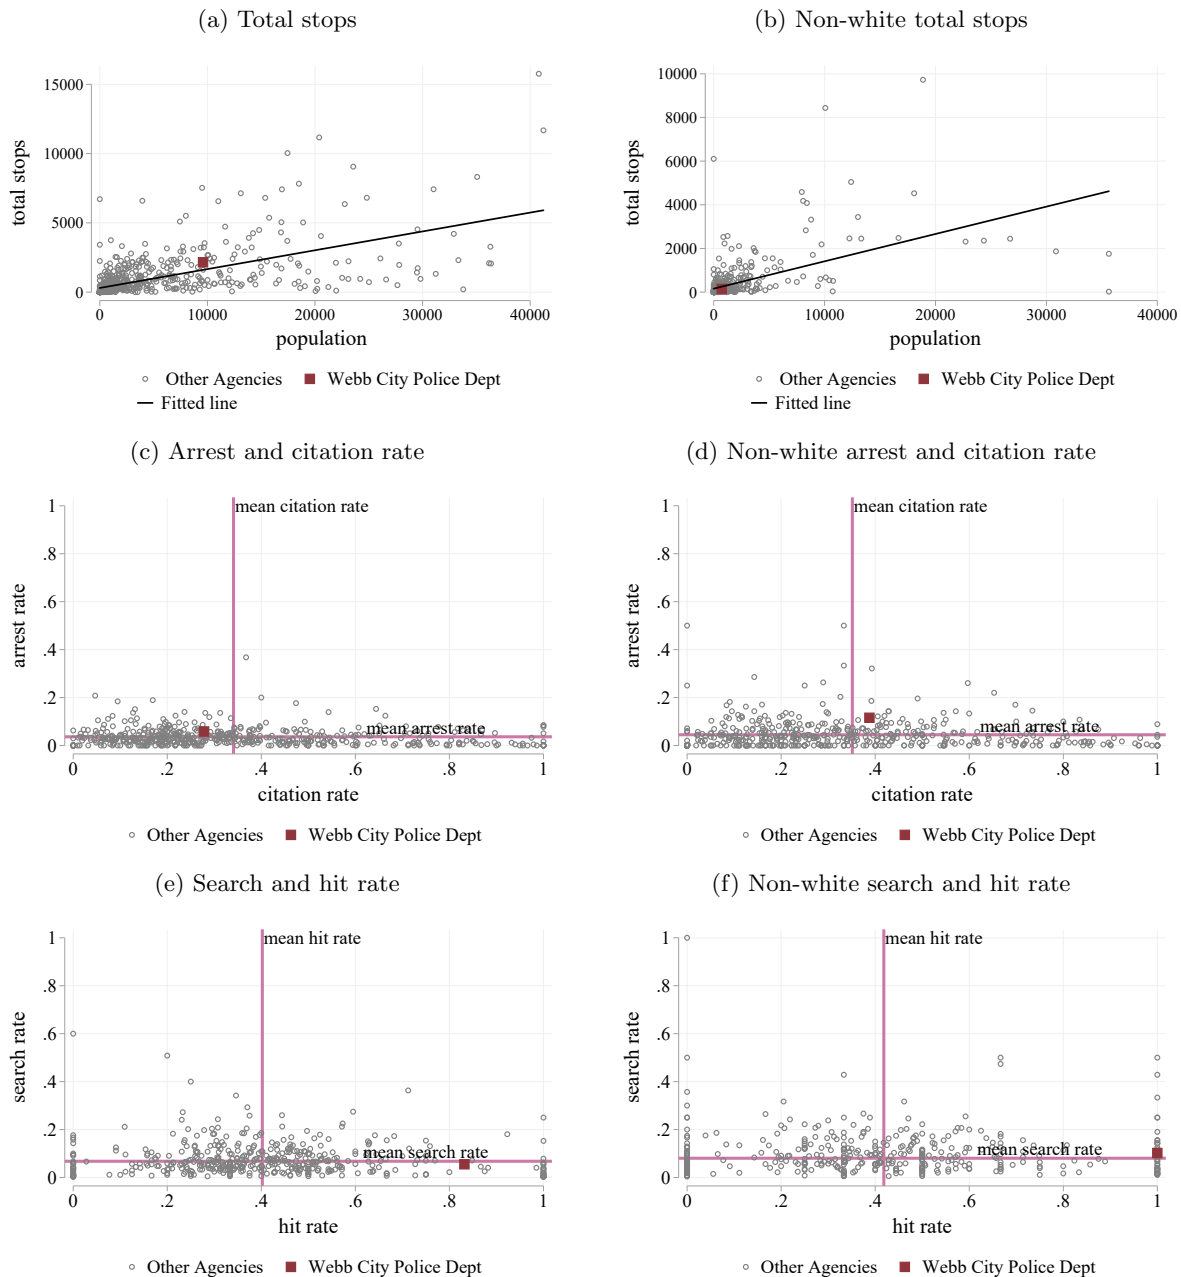 (a) Total stops
total stops
15000
10000
5000
0
0 10000 20000 30000 40000
population
Other Agencies Webb City Police Dept
Fitted line
(b) Non-white total stops
total stops
10000
8000
6000
4000
2000
0
0 10000 20000 30000 40000
population
Other Agencies Webb City Police Dept
Fitted line
(c) Arrest and citation rate
arrest rate
1
.8
.6
.4
.2
0
mean citation rate
mean arrest rate
0 .2 .4 .6 .8 1
citation rate
Other Agencies Webb City Police Dept
(d) Non-white arrest and citation rate
arrest rate
1
.8
.6
.4
.2
0
mean citation rate
mean arrest rate
0 .2 .4 .6 .8 1
citation rate
Other Agencies Webb City Police Dept
(e) Search and hit rate
search rate
1
.8
.6
.4
.2
0
mean hit rate
mean search rate
0 .2 .4 .6 .8 1
hit rate
Other Agencies Webb City Police Dept
(f) Non-white search and hit rate
search rate
1
.8
.6
.4
.2
0
mean hit rate
mean search rate
0 .2 .4 .6 .8 1
hit rate
Other Agencies Webb City Police Dept